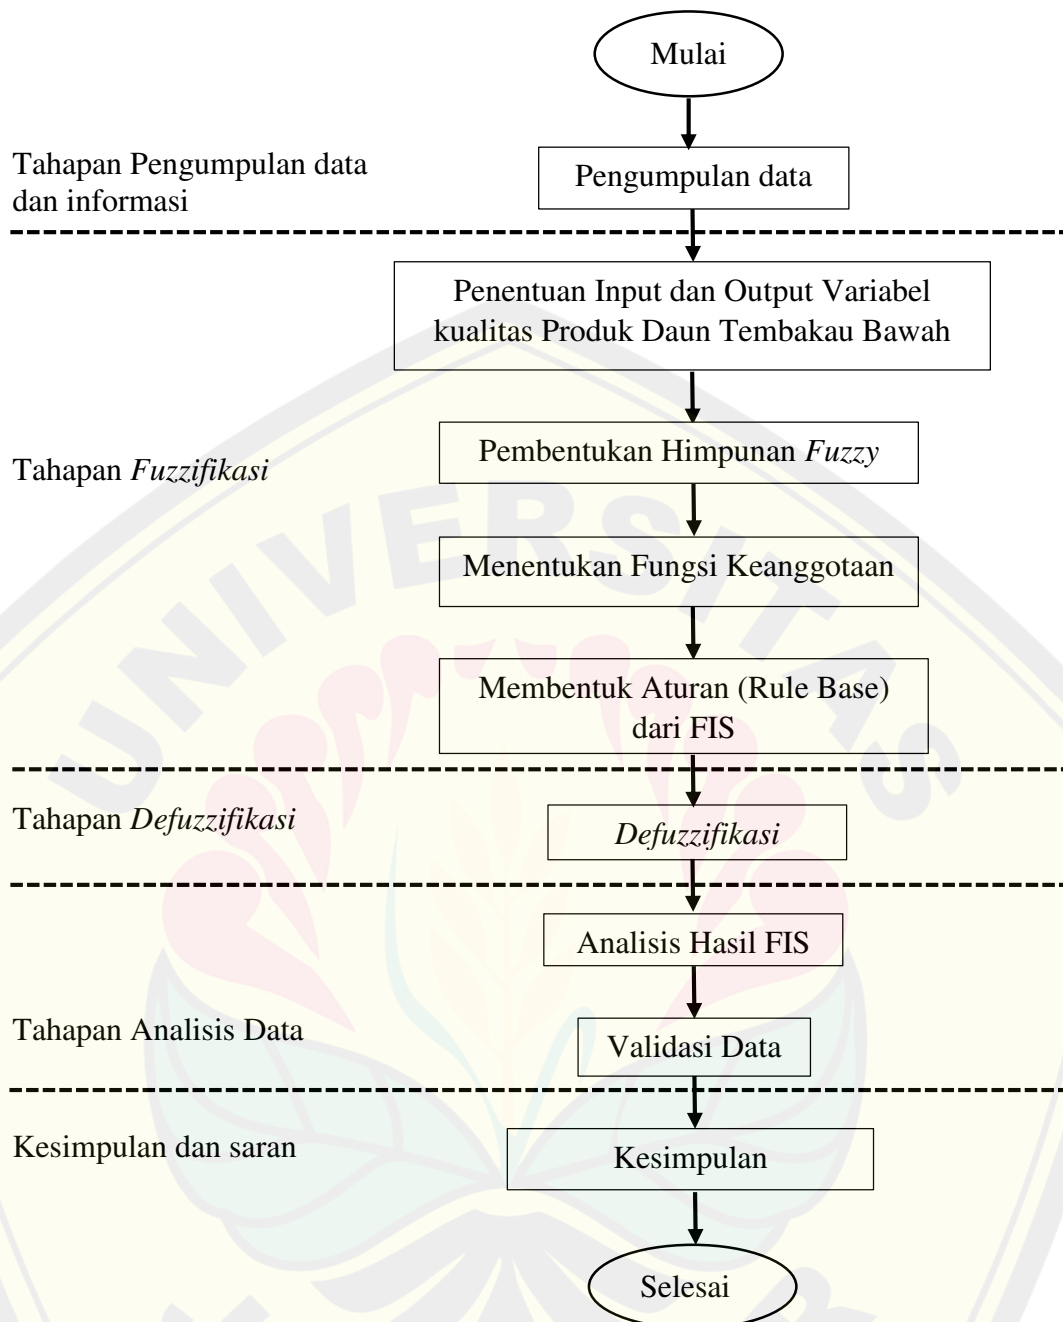 Mulai
Tahapan Pengumpulan data
dan informasi
Pengumpulan data
Penentuan Input dan Output Variabel
kualitas Produk Daun Tembakau Bawah
Tahapan Fuzzifikasi
Pembentukan Himpunan Fuzzy
Menentukan Fungsi Keanggotaan
Membentuk Aturan (Rule Base)
dari FIS
Tahapan Defuzzifikasi
Defuzzifikasi
Analisis Hasil FIS
Tahapan Analisis Data
Validasi Data
Kesimpulan dan saran
Kesimpulan
Selesai
UNIVERSITAS